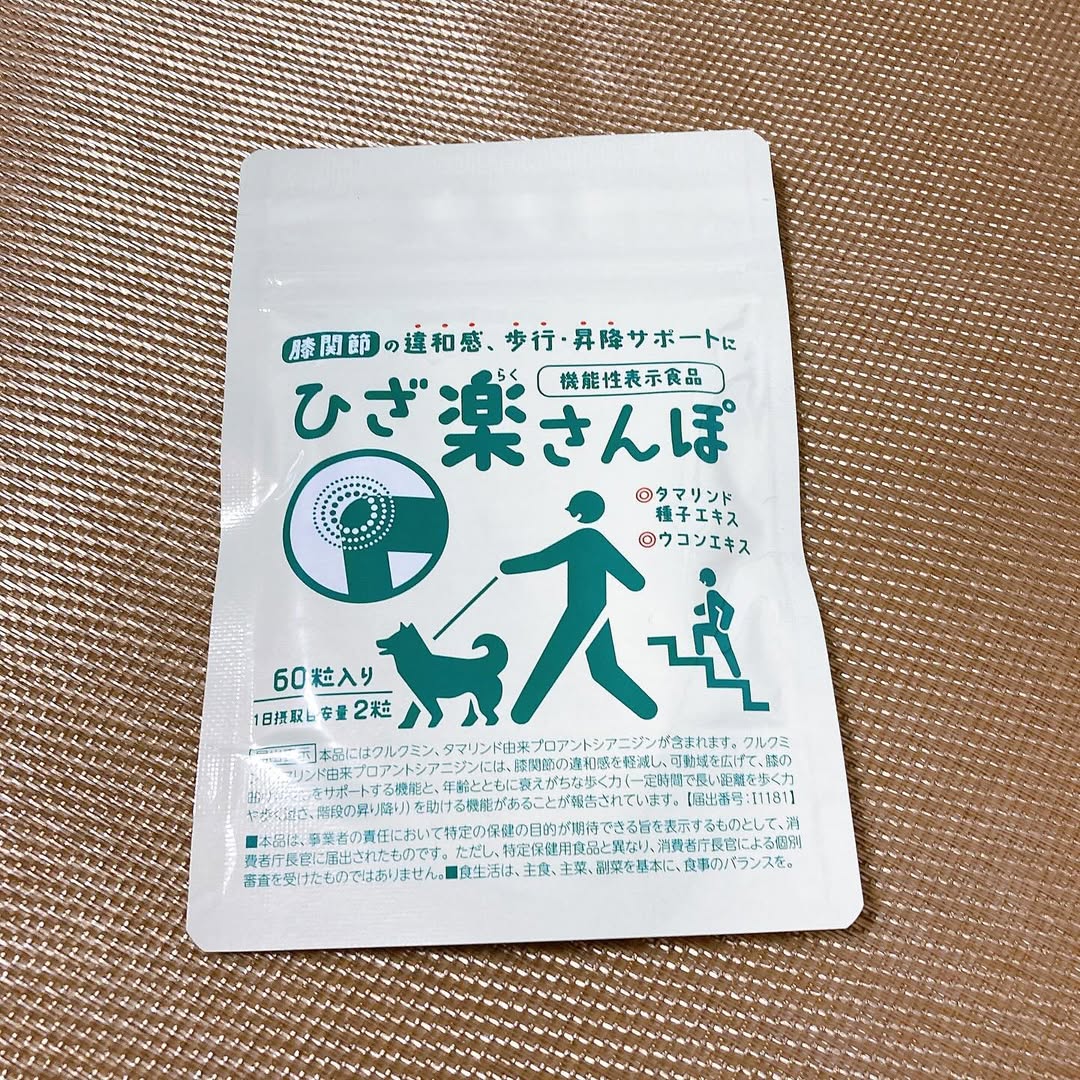 膝関節の違和感、歩行・昇降サポートに
機能性表示食品
らく
ひざ楽さんぽ
◎タマリンド
種子エキス
◎ウコンエキス
60粒入り
1日摂取目安量2粒
本品にはクルクミン、タマリンド由来プロアントシアニジンが含まれます。クルクミ
マリンド由来プロアントシアニジンには、膝関節の違和感を軽減し、可動域を広げて、膝の
をサポートする機能と、年齢とともに衰えがちな歩く力(一定時間で長い距離を歩く力
や歩く速さ、階段の昇り降り)を助ける機能があることが報告されています。【届出番号:I1181】
■本品は、事業者の責任において特定の保健の目的が期待できる旨を表示するものとして、消
費者庁長官に届出されたものです。ただし、特定保健用食品と異なり、消費者庁長官による個別
審査を受けたものではありません。■食生活は、主食、主菜、副菜を基本に、食事のバランスを。